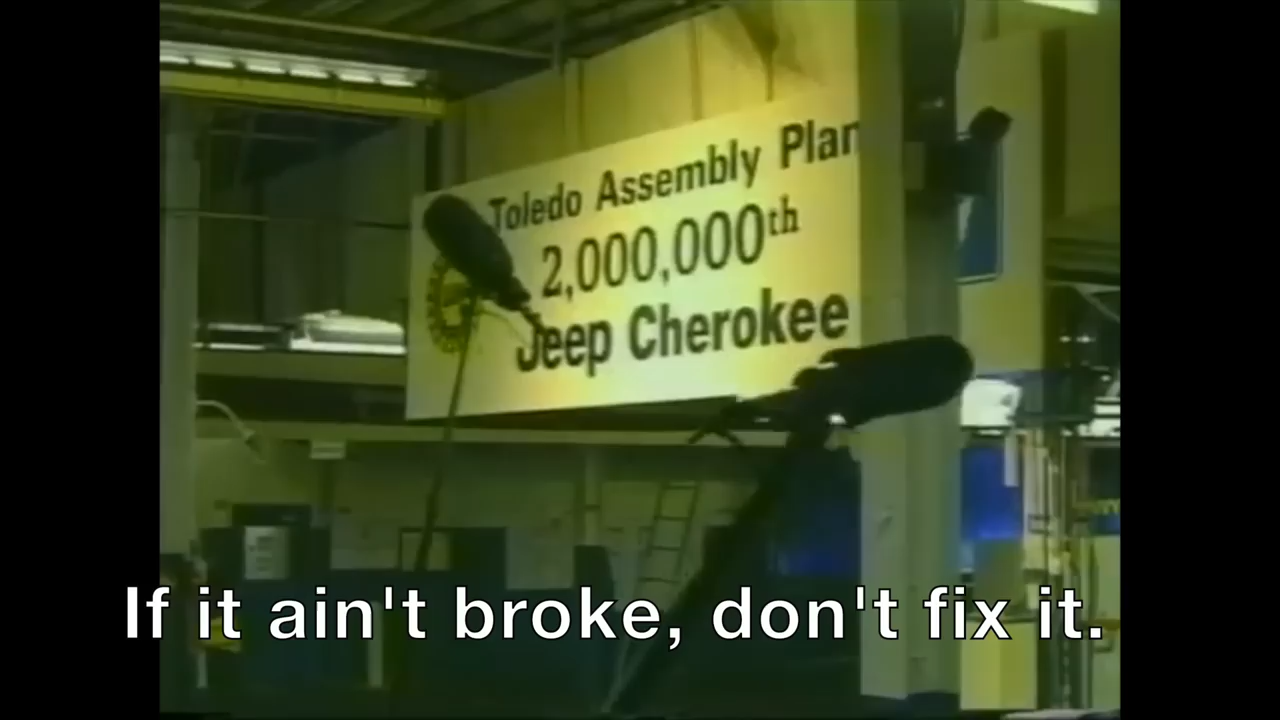 Toledo Assembly Plan
2,000,000th
Jeep Cherokee
If it ain't broke, don't fix it.